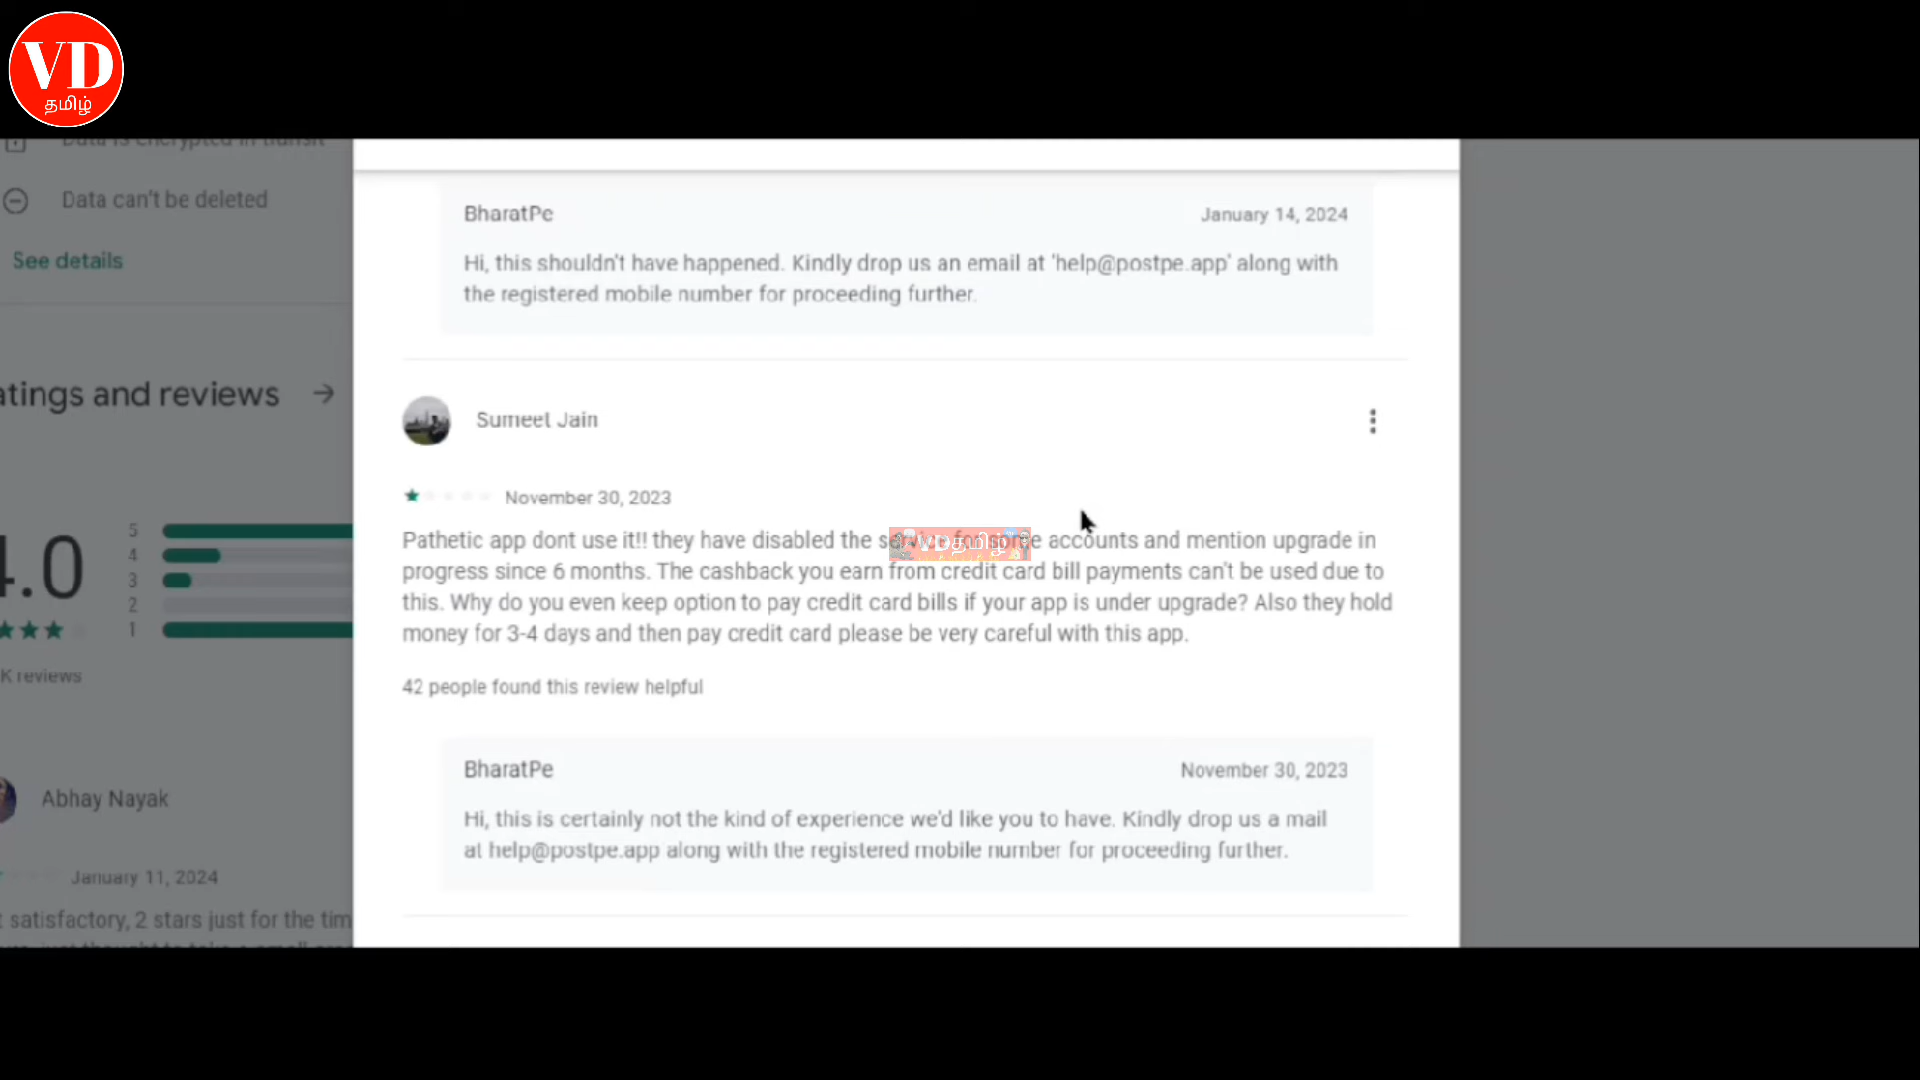 VD
தமிழ்
Data is encrypted in transit
Data can't be deleted
See details
atings and reviews
4.0
5
4
3
2
1
K reviews
Abhay Nayak
January 11, 2024
satisfactory, 2 stars just for the tim
BharatPe January 14, 2024
Hi, this shouldn't have happened. Kindly drop us an email at 'help@postpe.app' along with
the registered mobile number for proceeding further.
Sumeet Jain
November 30, 2023
Pathetic app dont use it!! they have disabled the accounts and mention upgrade in
VDதமிழ்
progress since 6 months. The cashback you earn from credit card bill payments can't be used due to
this. Why do you even keep option to pay credit card bills if your app is under upgrade? Also they hold
money for 3-4 days and then pay credit card please be very careful with this app.
42 people found this review helpful
BharatPe November 30, 2023
Hi, this is certainly not the kind of experience we'd like you to have. Kindly drop us a mail
at help@postpe.app along with the registered mobile number for proceeding further.